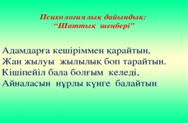 Психологиялық дайындық:
“Шаттық шеңбері”
Адамдарға кешіріммен қарайтын,
Жан жылуы жылылық боп тарайтын.
Кішіпейіл бала болғым келеді,
Айналасын нұрлы күнге балайтын